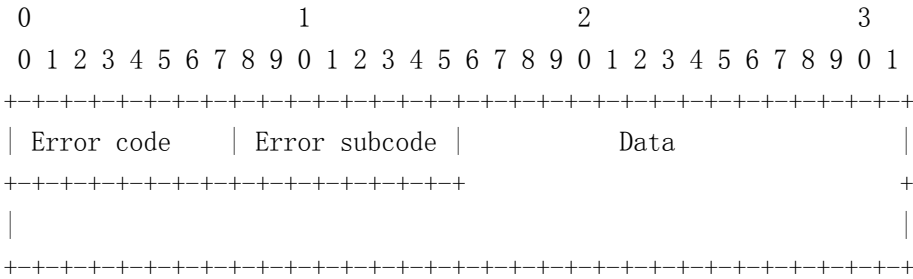 0                   1                   2                   3
0 1 2 3 4 5 6 7 8 9 0 1 2 3 4 5 6 7 8 9 0 1 2 3 4 5 6 7 8 9 0 1
+-+-+-+-+-+-+-+-+-+-+-+-+-+-+-+-+-+-+-+-+-+-+-+-+-+-+-+-+-+-+-+-+
| Error code    | Error subcode |           Data                |
+-+-+-+-+-+-+-+-+-+-+-+-+-+-+-+-+                               +
|                                                               |
+-+-+-+-+-+-+-+-+-+-+-+-+-+-+-+-+-+-+-+-+-+-+-+-+-+-+-+-+-+-+-+-+